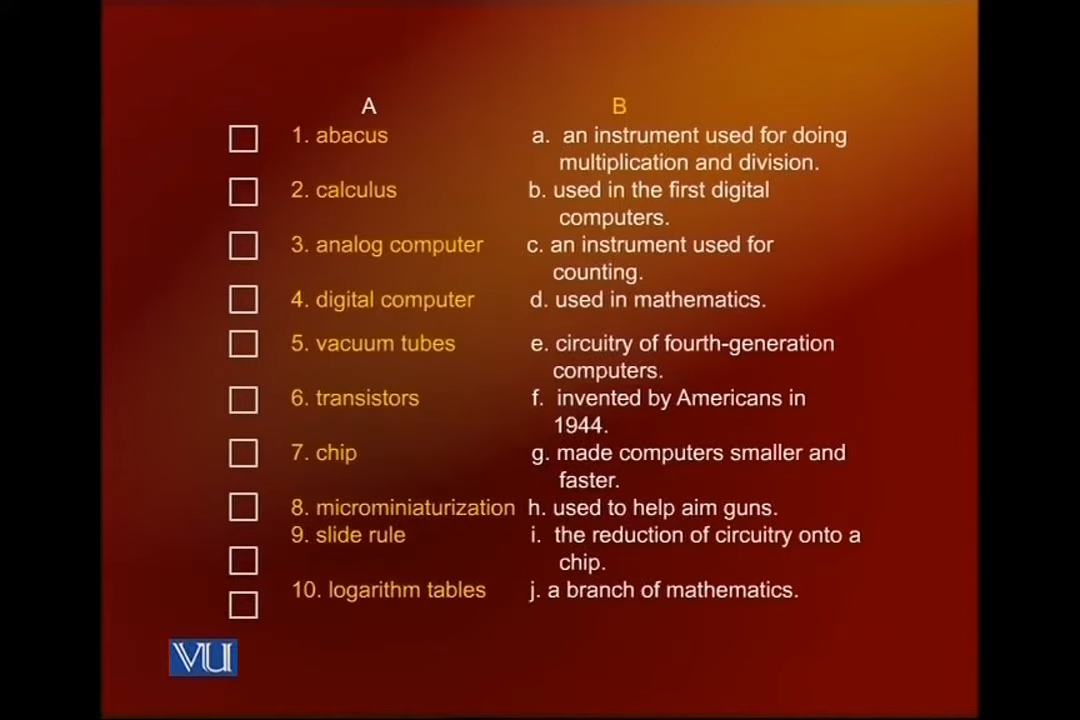 A B
1. abacus a. an instrument used for doing
multiplication and division.
2. calculus b. used in the first digital
computers.
3. analog computer c. an instrument used for
counting.
4. digital computer d. used in mathematics.
5. vacuum tubes e. circuitry of fourth-generation
computers.
6. transistors f. invented by Americans in
1944.
7. chip g. made computers smaller and
faster.
8. microminiaturization h. used to help aim guns.
9. slide rule i. the reduction of circuitry onto a
chip.
10. logarithm tables j. a branch of mathematics.
VU